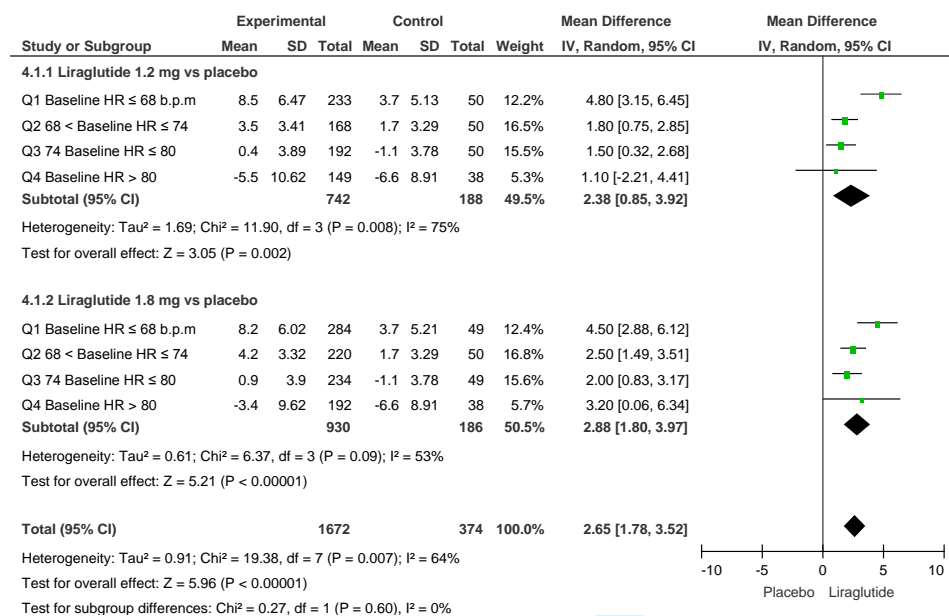 Experimental Control Mean Difference Mean Difference
Study or Subgroup Mean SD Total Mean SD Total Weight IV, Random, 95% CI IV, Random, 95% CI
4.1.1 Liraglutide 1.2 mg vs placebo
Q1 Baseline HR ≤ 68 b.p.m 8.5 6.47 233 3.7 5.13 50 12.2% 4.80 [3.15, 6.45]
Q2 68 < Baseline HR ≤ 74 3.5 3.41 168 1.7 3.29 50 16.5% 1.80 [0.75, 2.85]
Q3 74 Baseline HR ≤ 80 0.4 3.89 192 -1.1 3.78 50 15.5% 1.50 [0.32, 2.68]
Q4 Baseline HR > 80 -5.5 10.62 149 -6.6 8.91 38 5.3% 1.10 [-2.21, 4.41]
Subtotal (95% CI) 742 188 49.5% 2.38 [0.85, 3.92]
Heterogeneity: Tau² = 1.69; Chi² = 11.90, df = 3 (P = 0.008); I² = 75%
Test for overall effect: Z = 3.05 (P = 0.002)
4.1.2 Liraglutide 1.8 mg vs placebo
Q1 Baseline HR ≤ 68 b.p.m 8.2 6.02 284 3.7 5.21 49 12.4% 4.50 [2.88, 6.12]
Q2 68 < Baseline HR ≤ 74 4.2 3.32 220 1.7 3.29 50 16.8% 2.50 [1.49, 3.51]
Q3 74 Baseline HR ≤ 80 0.9 3.9 234 -1.1 3.78 49 15.6% 2.00 [0.83, 3.17]
Q4 Baseline HR > 80 -3.4 9.62 192 -6.6 8.91 38 5.7% 3.20 [0.06, 6.34]
Subtotal (95% CI) 930 186 50.5% 2.88 [1.80, 3.97]
Heterogeneity: Tau² = 0.61; Chi² = 6.37, df = 3 (P = 0.09); I² = 53%
Test for overall effect: Z = 5.21 (P < 0.00001)
Total (95% CI) 1672 374 100.0% 2.65 [1.78, 3.52]
Heterogeneity: Tau² = 0.91; Chi² = 19.38, df = 7 (P = 0.007); I² = 64%
Test for overall effect: Z = 5.96 (P < 0.00001)
Test for subgroup differences: Chi² = 0.27, df = 1 (P = 0.60), I² = 0%
-10 -5 0 5 10
Placebo Liraglutide